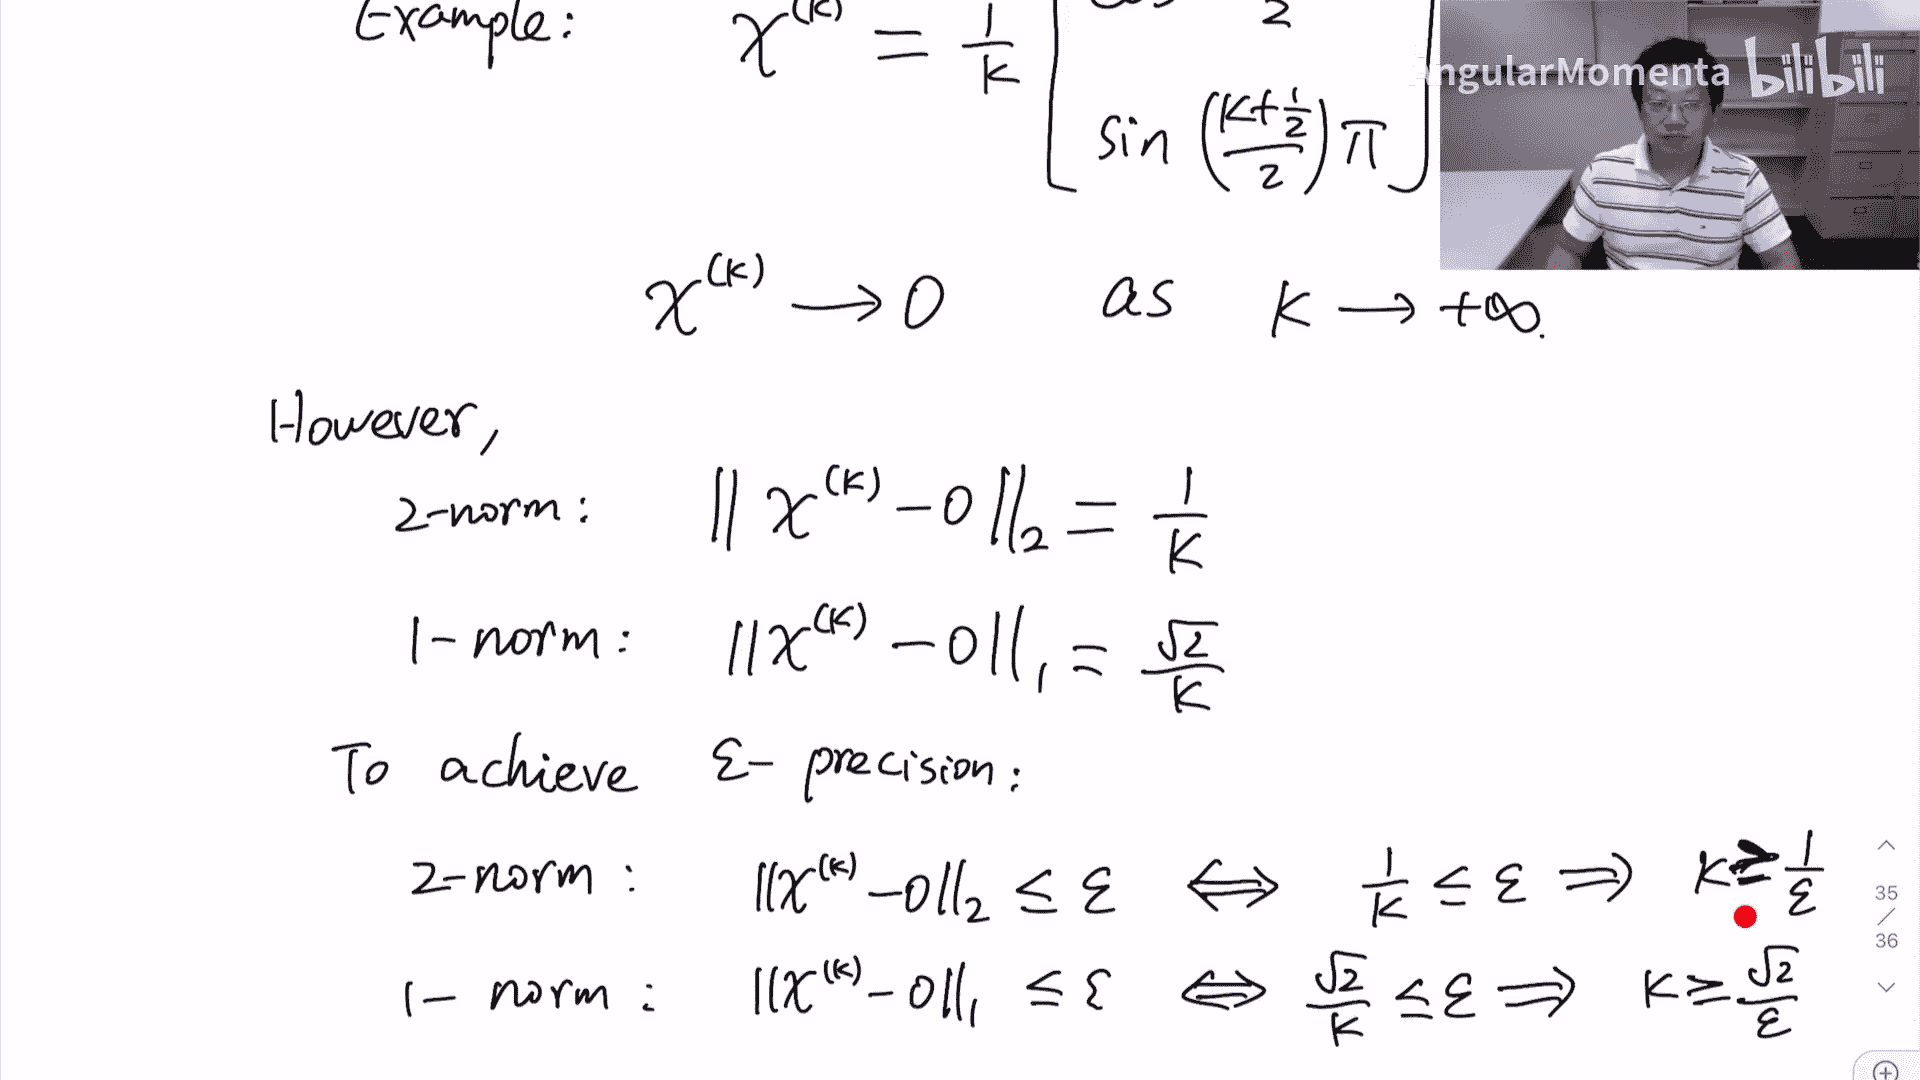 Example: x^(k) = 1/k [ cos 2
sin ((k+1/2)/2) π ]
AngularMomenta bilibili
x^(k) → 0 as k → +∞.
However,
2-norm: ||x^(k) - 0||_2 = 1/k
1-norm: ||x^(k) - 0||_1 = √2/k
To achieve ε-precision:
2-norm: ||x^(k) - 0||_2 ≤ ε ⇔ 1/k ≤ ε ⇒ k ≥ 1/ε
1-norm: ||x^(k) - 0||_1 ≤ ε ⇔ √2/k ≤ ε ⇒ k ≥ √2/ε
35
/
36